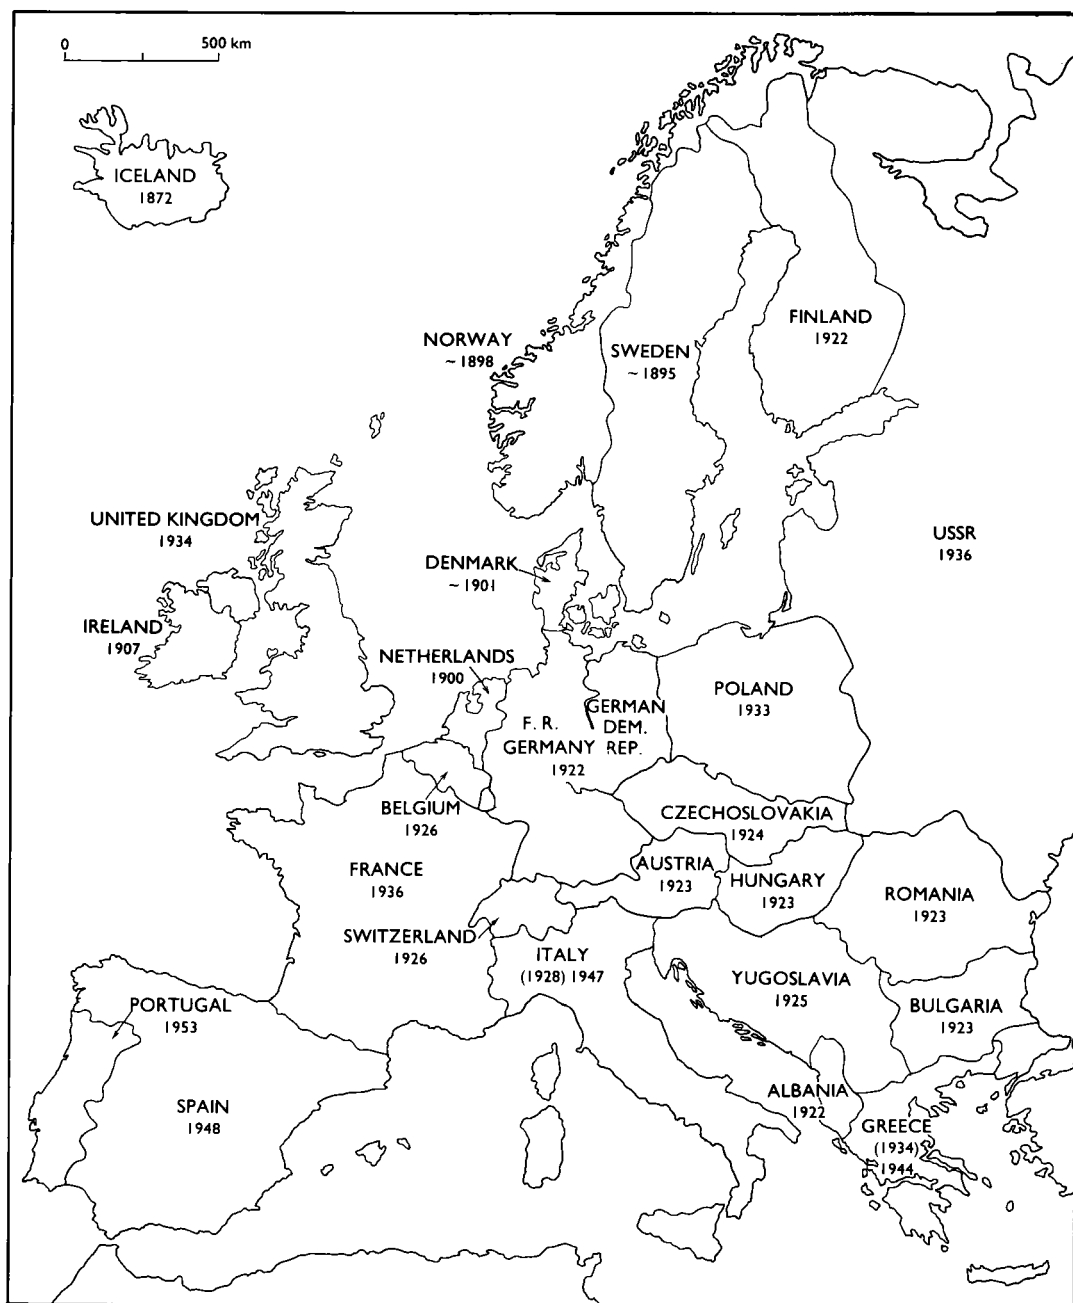 0 500 km
ICELAND
1872
NORWAY
~ 1898
SWEDEN
~ 1895
FINLAND
1922
UNITED KINGDOM
1934
USSR
1936
DENMARK
~ 1901
IRELAND
1907
NETHERLANDS
1900
F. R.
GERMANY
1922
GERMAN
DEM.
REP.
POLAND
1933
BELGIUM
1926
CZECHOSLOVAKIA
1924
FRANCE
1936
AUSTRIA
1923
HUNGARY
1923
ROMANIA
1923
SWITZERLAND
1926
ITALY
(1928) 1947
YUGOSLAVIA
1925
BULGARIA
1923
PORTUGAL
1953
SPAIN
1948
ALBANIA
1922
GREECE
(1934)
1944